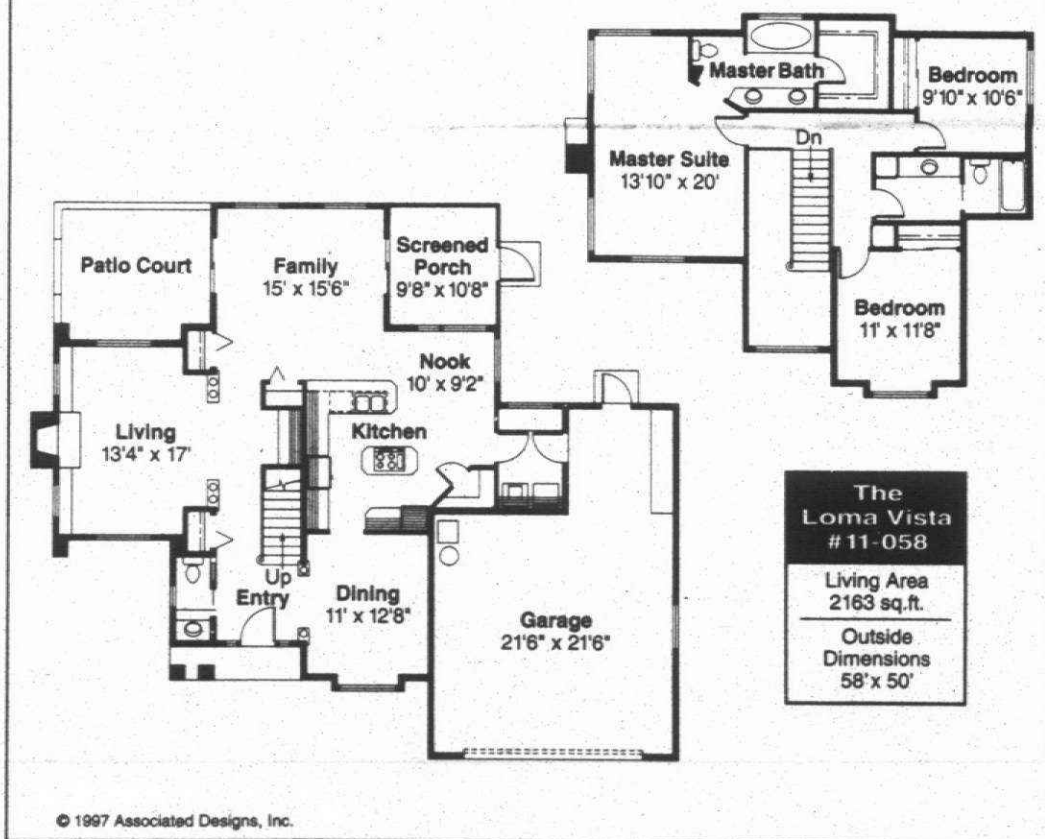 Master Bath
Bedroom
9'10" x 10'6"
Dn
Master Suite
13'10" x 20'
Bedroom
11' x 11'8"
Patio Court
Family
15' x 15'6"
Screened
Porch
9'8" x 10'8"
Nook
10' x 9'2"
Living
13'4" x 17'
Kitchen
Up
Entry
Dining
11' x 12'8"
Garage
21'6" x 21'6"
The
Loma Vista
#11-058
Living Area
2163 sq.ft.
Outside
Dimensions
58' x 50'
© 1997 Associated Designs, Inc.